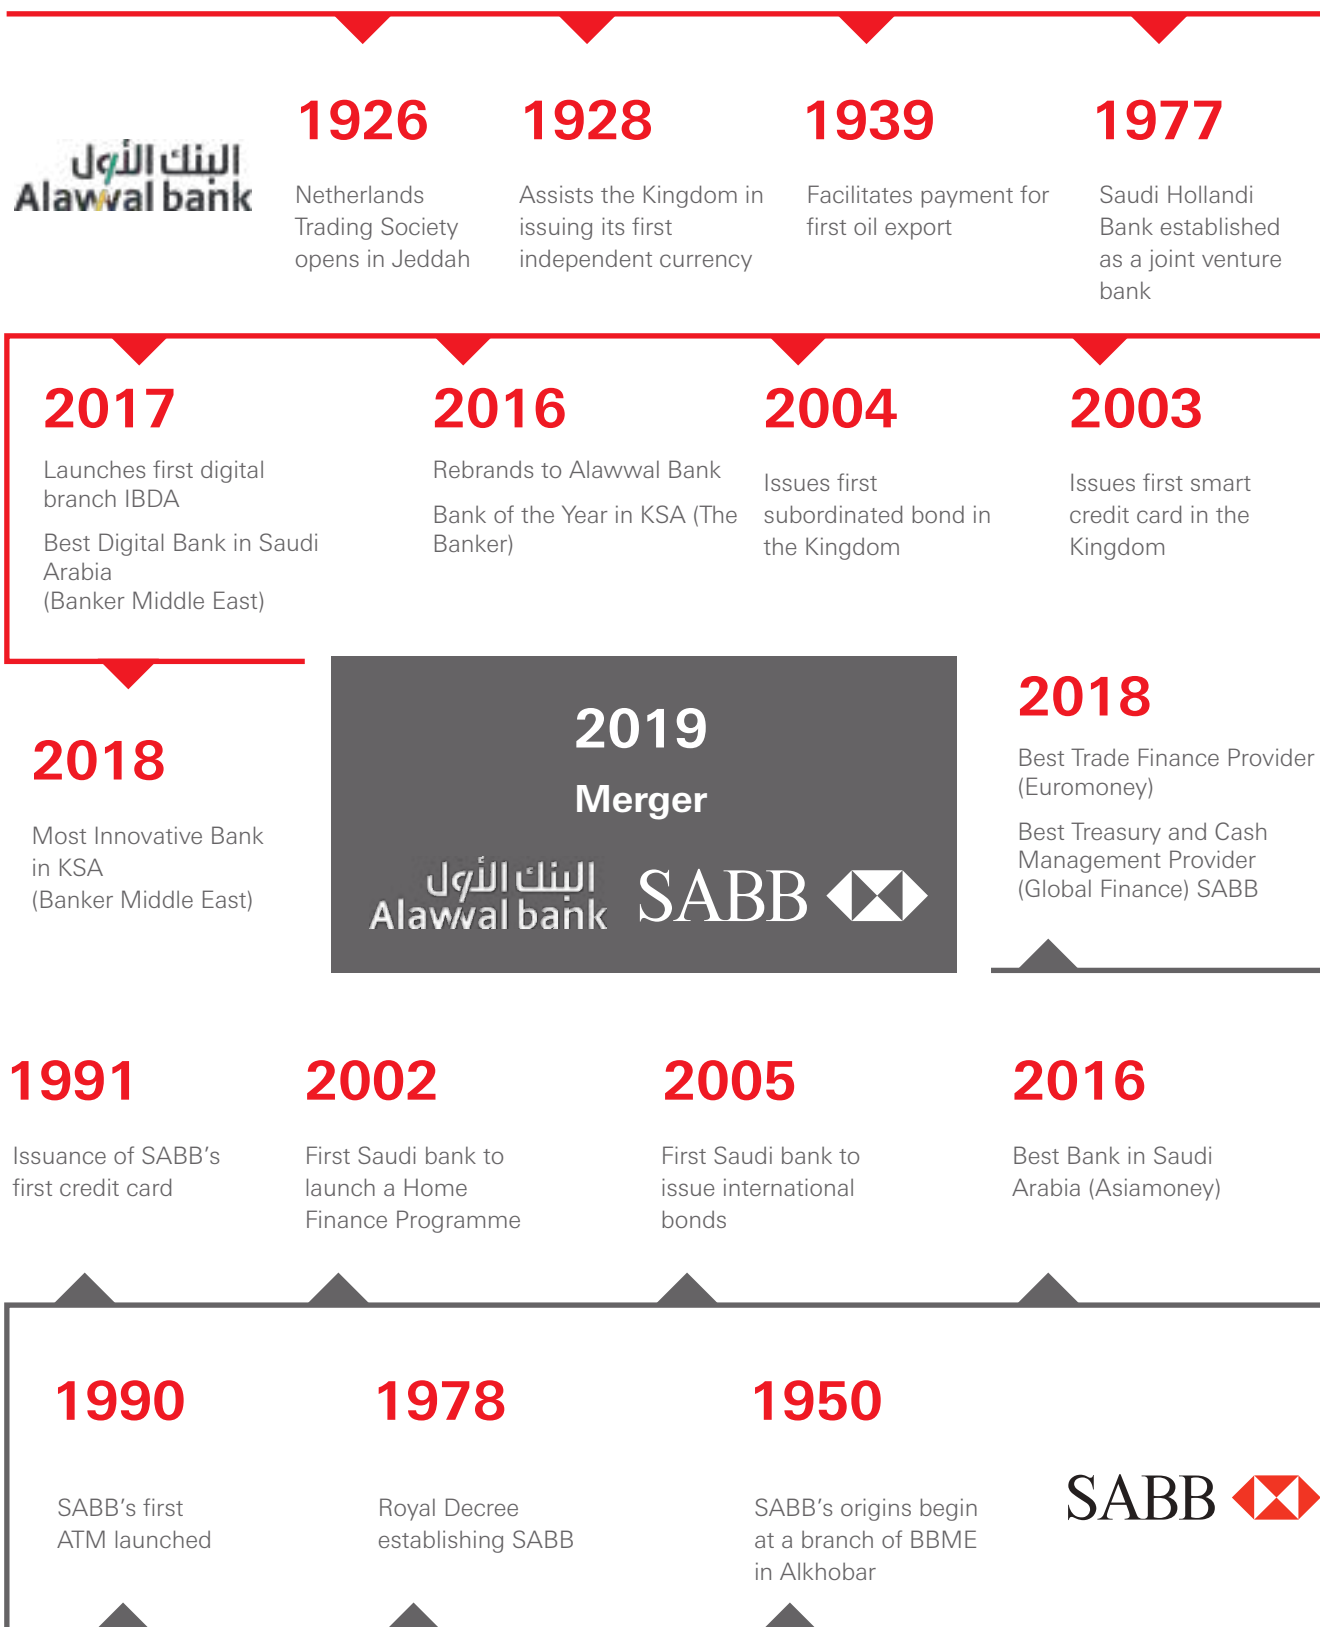 البنك الأول
Alawwal bank
1926
Netherlands
Trading Society
opens in Jeddah
1928
Assists the Kingdom in
issuing its first
independent currency
1939
Facilitates payment for
first oil export
1977
Saudi Hollandi
Bank established
as a joint venture
bank
2017
Launches first digital
branch IBDA
Best Digital Bank in Saudi
Arabia
(Banker Middle East)
2016
Rebrands to Alawwal Bank
Bank of the Year in KSA (The
Banker)
2004
Issues first
subordinated bond in
the Kingdom
2003
Issues first smart
credit card in the
Kingdom
2018
Most Innovative Bank
in KSA
(Banker Middle East)
2019
Merger
البنك الأول
Alawwal bank
SABB
2018
Best Trade Finance Provider
(Euromoney)
Best Treasury and Cash
Management Provider
(Global Finance) SABB
1991
Issuance of SABB’s
first credit card
2002
First Saudi bank to
launch a Home
Finance Programme
2005
First Saudi bank to
issue international
bonds
2016
Best Bank in Saudi
Arabia (Asiamoney)
1990
SABB’s first
ATM launched
1978
Royal Decree
establishing SABB
1950
SABB’s origins begin
at a branch of BBME
in Alkhobar
SABB